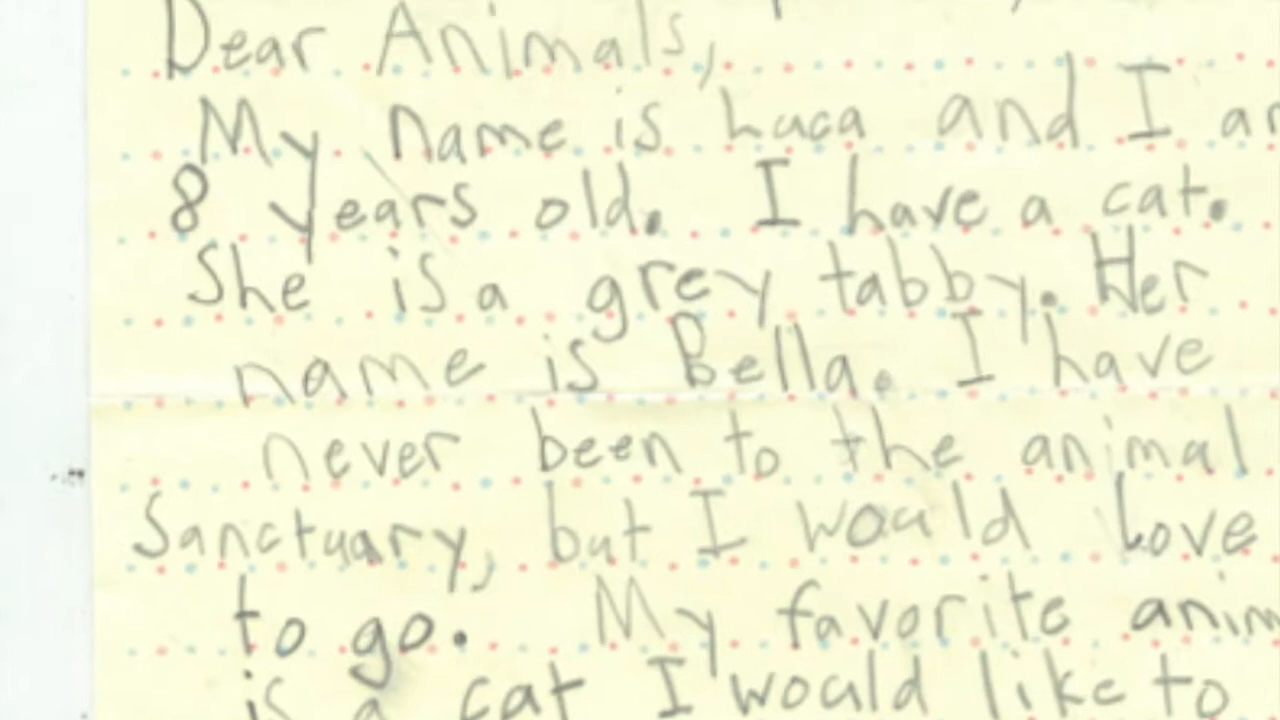 Dear Animals,
My name is Luca and I
8 years old. I have a cat.
She is a grey tabby. Her
name is Bella. I have
never been to the animal
Sanctuary, but I would Love
to go. My favorite anim
is a cat I would like to